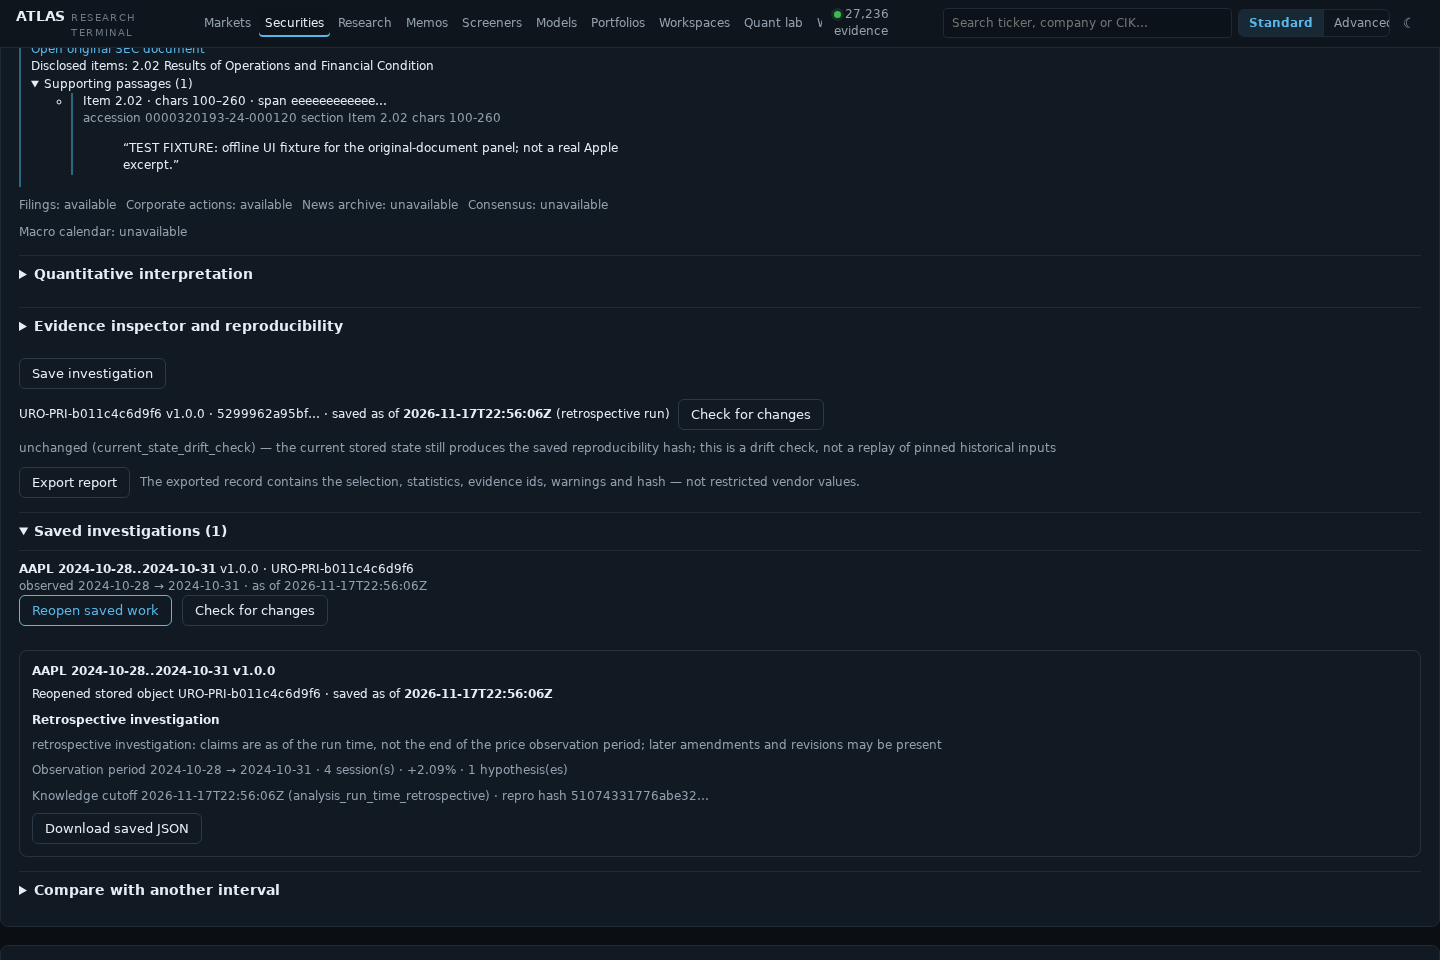 ATLAS RESEARCH TERMINAL
Markets Securities Research Memos Screeners Models Portfolios Workspaces Quant lab
27,236 evidence
Search ticker, company or CIK...
Standard Advanced
Open original SEC document
Disclosed items: 2.02 Results of Operations and Financial Condition
▼ Supporting passages (1)
Item 2.02 · chars 100–260 · span eeeeeeeeeeee…
accession 0000320193-24-000120 section Item 2.02 chars 100-260
“TEST FIXTURE: offline UI fixture for the original-document panel; not a real Apple
excerpt.”
Filings: available Corporate actions: available News archive: unavailable Consensus: unavailable
Macro calendar: unavailable
▶ Quantitative interpretation
▶ Evidence inspector and reproducibility
Save investigation
URO-PRI-b011c4c6d9f6 v1.0.0 · 5299962a95bf… · saved as of 2026-11-17T22:56:06Z (retrospective run) Check for changes
unchanged (current_state_drift_check) — the current stored state still produces the saved reproducibility hash; this is a drift check, not a replay of pinned historical inputs
Export report The exported record contains the selection, statistics, evidence ids, warnings and hash — not restricted vendor values.
▼ Saved investigations (1)
AAPL 2024-10-28..2024-10-31 v1.0.0 · URO-PRI-b011c4c6d9f6
observed 2024-10-28 → 2024-10-31 · as of 2026-11-17T22:56:06Z
Reopen saved work Check for changes
AAPL 2024-10-28..2024-10-31 v1.0.0
Reopened stored object URO-PRI-b011c4c6d9f6 · saved as of 2026-11-17T22:56:06Z
Retrospective investigation
retrospective investigation: claims are as of the run time, not the end of the price observation period; later amendments and revisions may be present
Observation period 2024-10-28 → 2024-10-31 · 4 session(s) · +2.09% · 1 hypothesis(es)
Knowledge cutoff 2026-11-17T22:56:06Z (analysis_run_time_retrospective) · repro hash 51074331776abe32…
Download saved JSON
▶ Compare with another interval